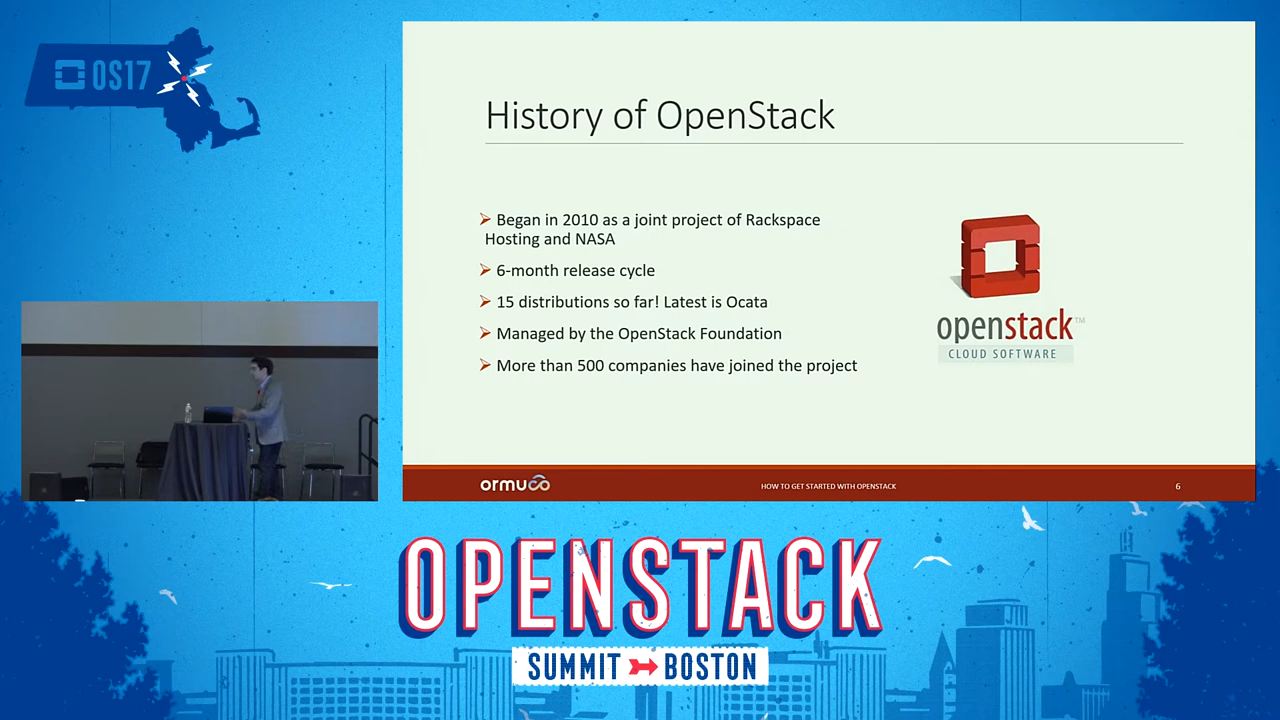 OS17
History of OpenStack
Began in 2010 as a joint project of Rackspace
Hosting and NASA
6-month release cycle
15 distributions so far! Latest is Ocata
Managed by the OpenStack Foundation
More than 500 companies have joined the project
openstack™
CLOUD SOFTWARE
ormuco
HOW TO GET STARTED WITH OPENSTACK
6
OPENSTACK
SUMMIT BOSTON